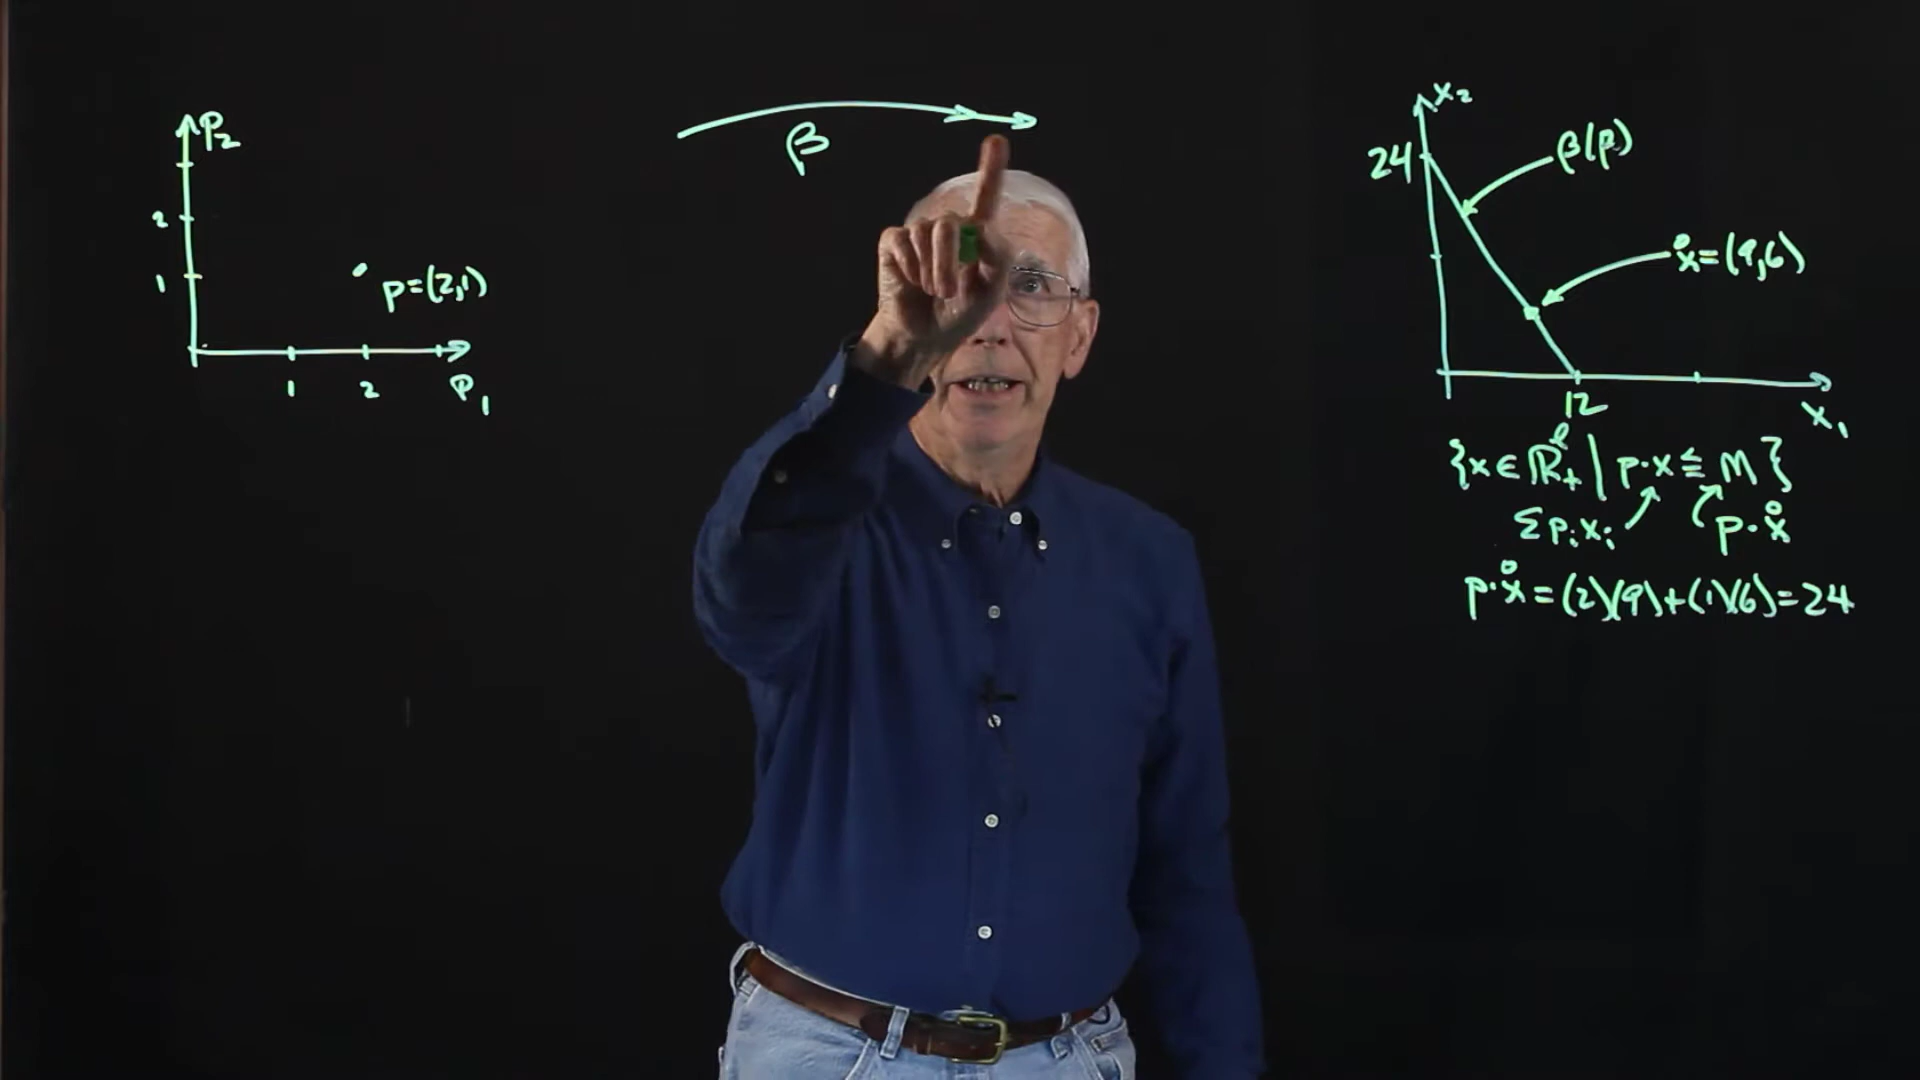 P₂
2
1
p=(2,1)
1 2 P₁
β
x₂
24
β(p)
x̊=(9,6)
12
x₁
{x∈ℝˡ₊ | p·x ≦ M}
Σpᵢxᵢ p·x̊
p·x̊=(2)(9)+(1)(6)=24